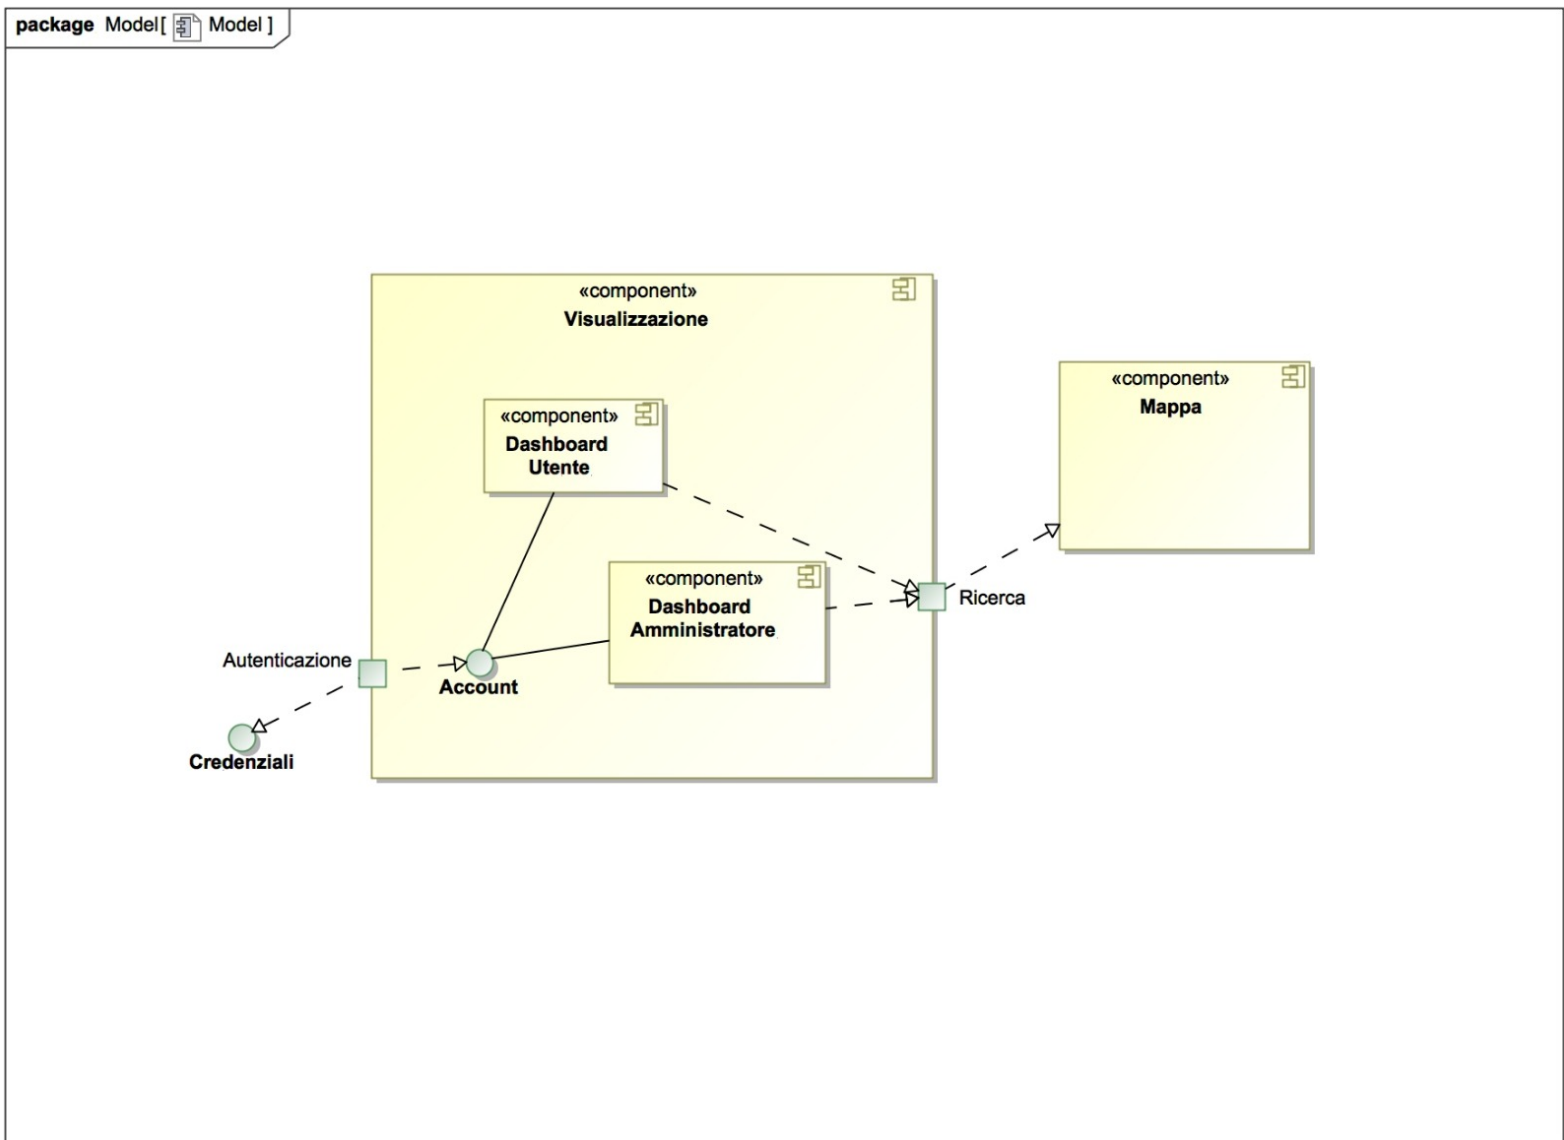 package Model[ Model ]
«component»
Visualizzazione
«component»
Dashboard
Utente
«component»
Dashboard
Amministratore
«component»
Mappa
Ricerca
Autenticazione
Account
Credenziali